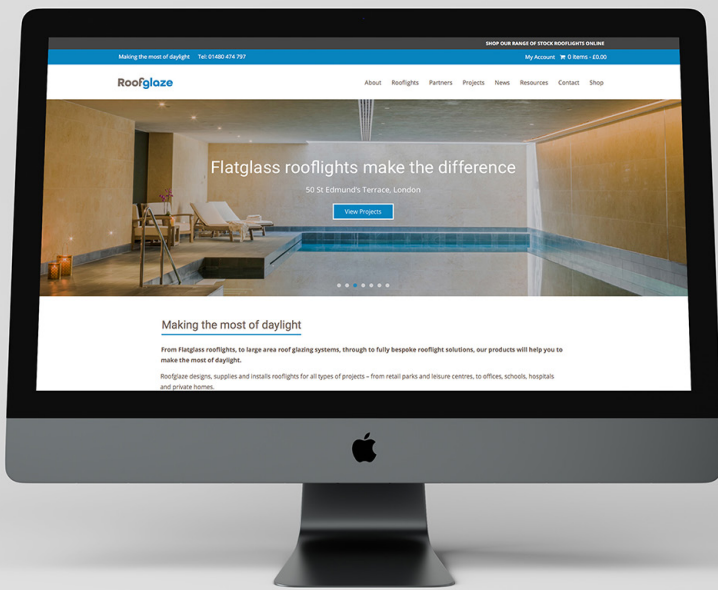 SHOP OUR RANGE OF STOCK ROOFLIGHTS ONLINE
Making the most of daylight Tel: 01480 474 797 My Account 0 Items - £0.00
Roofglaze About Rooflights Partners Projects News Resources Contact Shop
Flatglass rooflights make the difference
50 St Edmund's Terrace, London
View Projects
Making the most of daylight
From Flatglass rooflights, to large area roof glazing systems, through to fully bespoke rooflight solutions, our products will help you to
make the most of daylight.
Roofglaze designs, supplies and installs rooflights for all types of projects – from retail parks and leisure centres, to offices, schools, hospitals
and private homes.